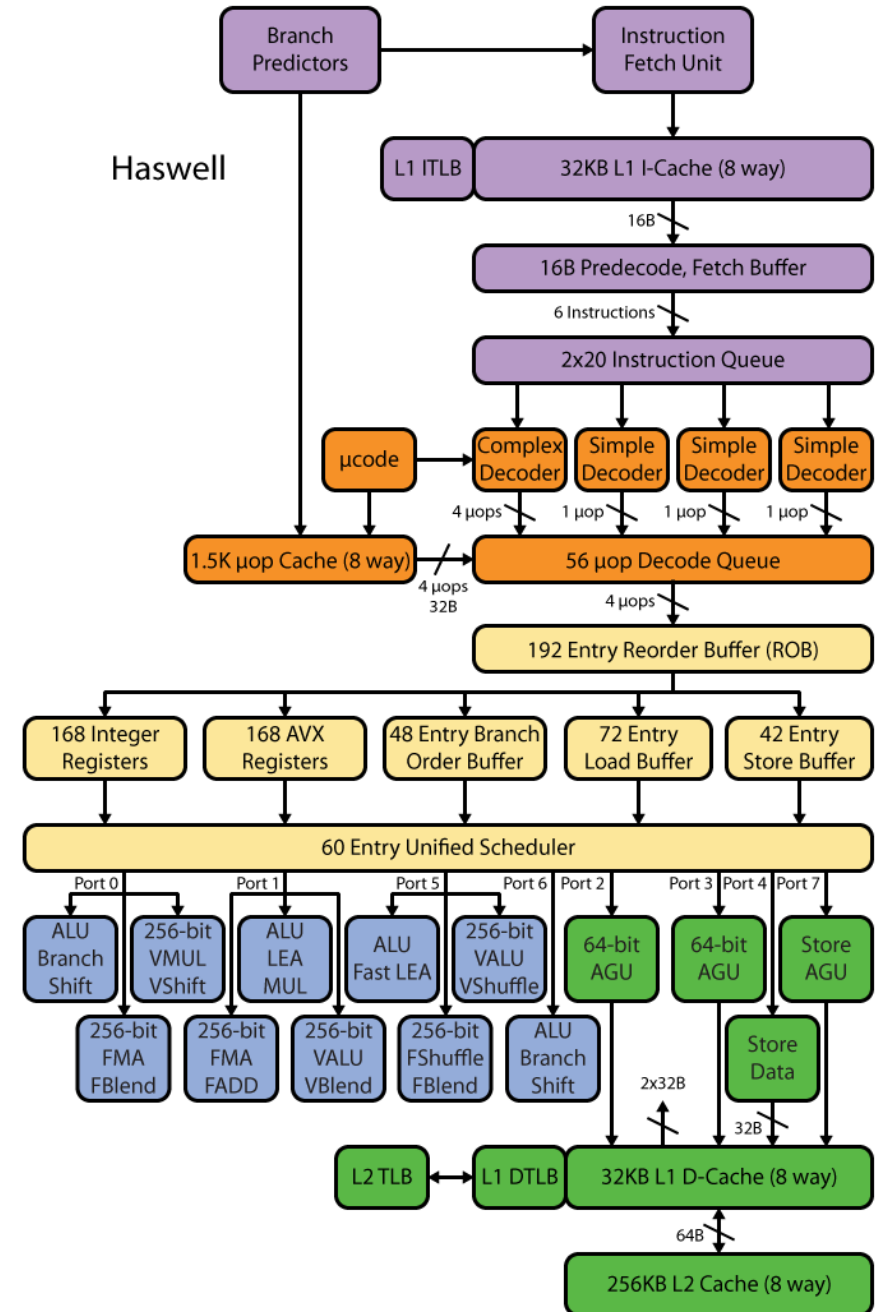 Branch
Predictors
Instruction
Fetch Unit
Haswell
L1 ITLB
32KB L1 I-Cache (8 way)
16B
16B Predecode, Fetch Buffer
6 Instructions
2x20 Instruction Queue
µcode
Complex
Decoder
Simple
Decoder
Simple
Decoder
Simple
Decoder
4 µops
1 µop
1 µop
1 µop
1.5K µop Cache (8 way)
4 µops
32B
56 µop Decode Queue
4 µops
192 Entry Reorder Buffer (ROB)
168 Integer
Registers
168 AVX
Registers
48 Entry Branch
Order Buffer
72 Entry
Load Buffer
42 Entry
Store Buffer
60 Entry Unified Scheduler
Port 0
Port 1
Port 5
Port 6
Port 2
Port 3
Port 4
Port 7
ALU
Branch
Shift
256-bit
VMUL
VShift
ALU
LEA
MUL
ALU
Fast LEA
256-bit
VALU
VShuffle
64-bit
AGU
64-bit
AGU
Store
AGU
256-bit
FMA
FBlend
256-bit
FMA
FADD
256-bit
VALU
VBlend
256-bit
FShuffle
FBlend
ALU
Branch
Shift
Store
Data
2x32B
32B
L2 TLB
L1 DTLB
32KB L1 D-Cache (8 way)
64B
256KB L2 Cache (8 way)